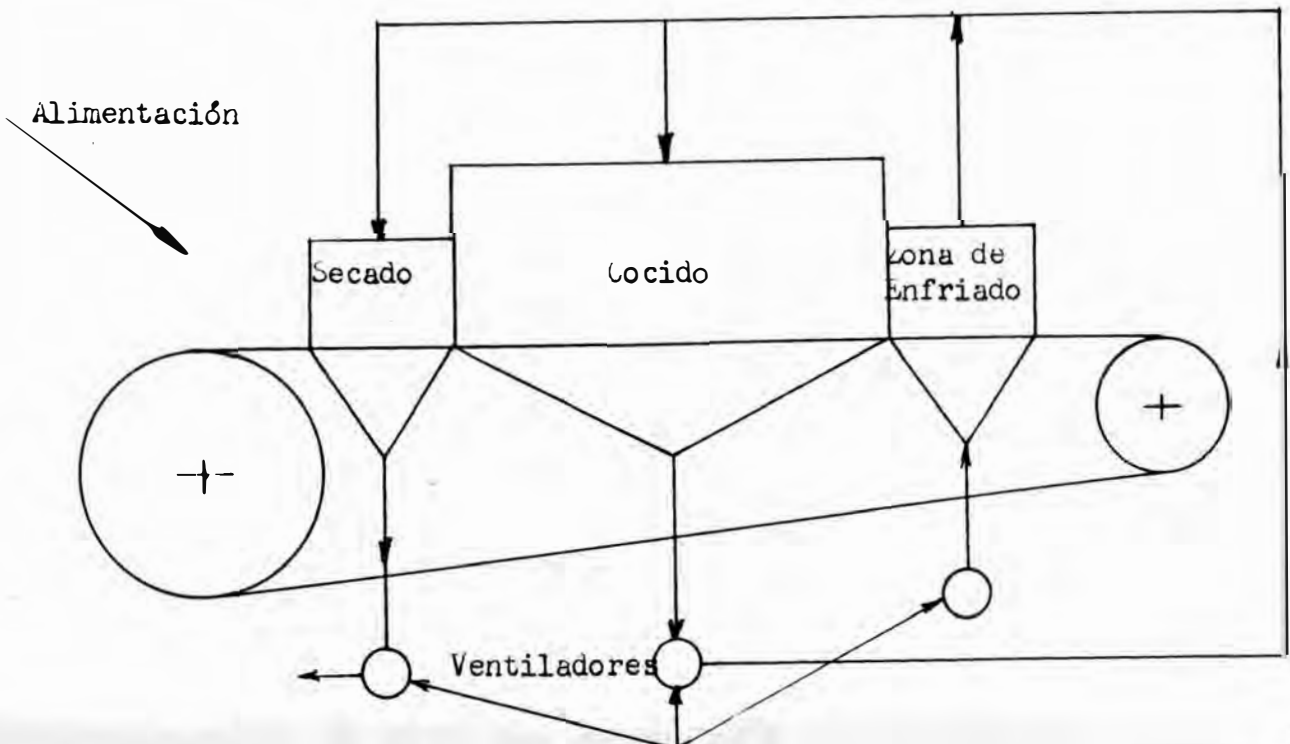 Alimentación
Secado
Cocido
Zona de
Enfriado
Ventiladores